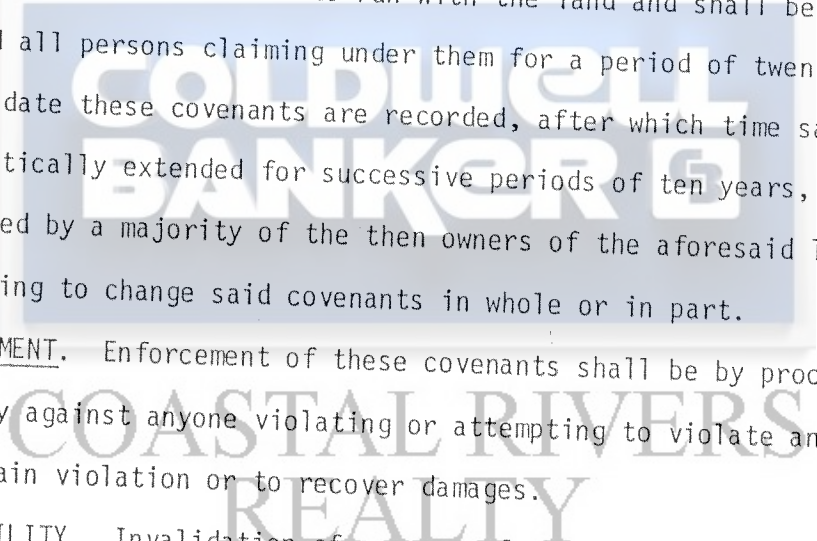 run with the land and shall be
all persons claiming under them for a period of twen
date these covenants are recorded, after which time sa
tically extended for successive periods of ten years,
ed by a majority of the then owners of the aforesaid
ing to change said covenants in whole or in part.
MENT. Enforcement of these covenants shall be by proc
y against anyone violating or attempting to violate an
ain violation or to recover damages.
ILITY Invalidation of
COLDWELL
BANKER
COASTAL RIVERS
REALTY